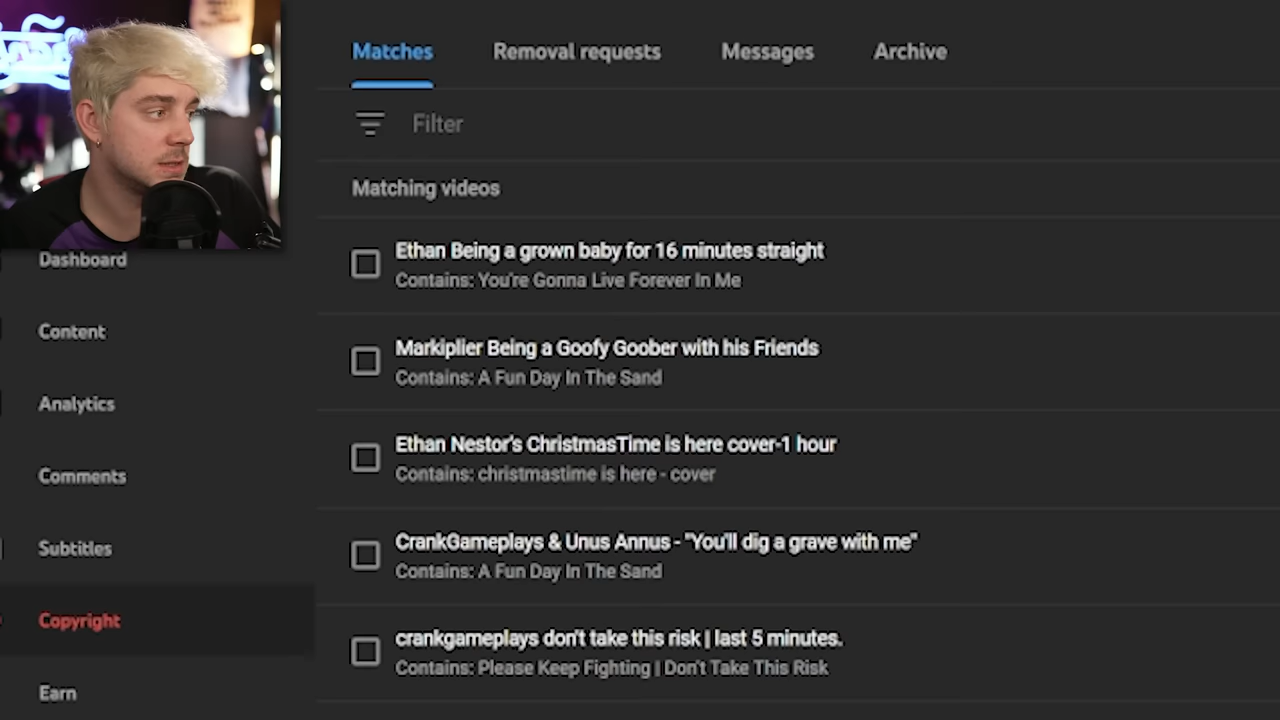 Matches
Removal requests
Messages
Archive
Filter
Matching videos
Ethan Being a grown baby for 16 minutes straight
Contains: You're Gonna Live Forever In Me
Markiplier Being a Goofy Goober with his Friends
Contains: A Fun Day In The Sand
Ethan Nestor's ChristmasTime is here cover-1 hour
Contains: christmastime is here - cover
CrankGameplays & Unus Annus - "You'll dig a grave with me"
Contains: A Fun Day In The Sand
crankgameplays don't take this risk | last 5 minutes.
Contains: Please Keep Fighting | Don't Take This Risk
Dashboard
Content
Analytics
Comments
Subtitles
Copyright
Earn